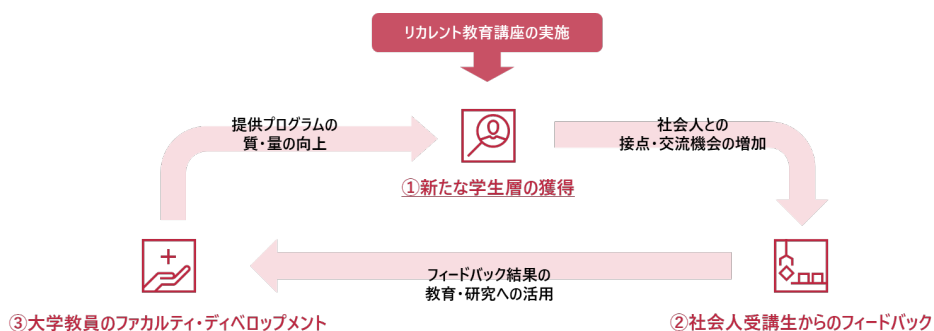 リカレント教育講座の実施
提供プログラムの
質・量の向上
社会人との
接点・交流機会の増加
①新たな学生層の獲得
フィードバック結果の
教育・研究への活用
③大学教員のファカルティ・ディベロップメント
②社会人受講生からのフィードバック